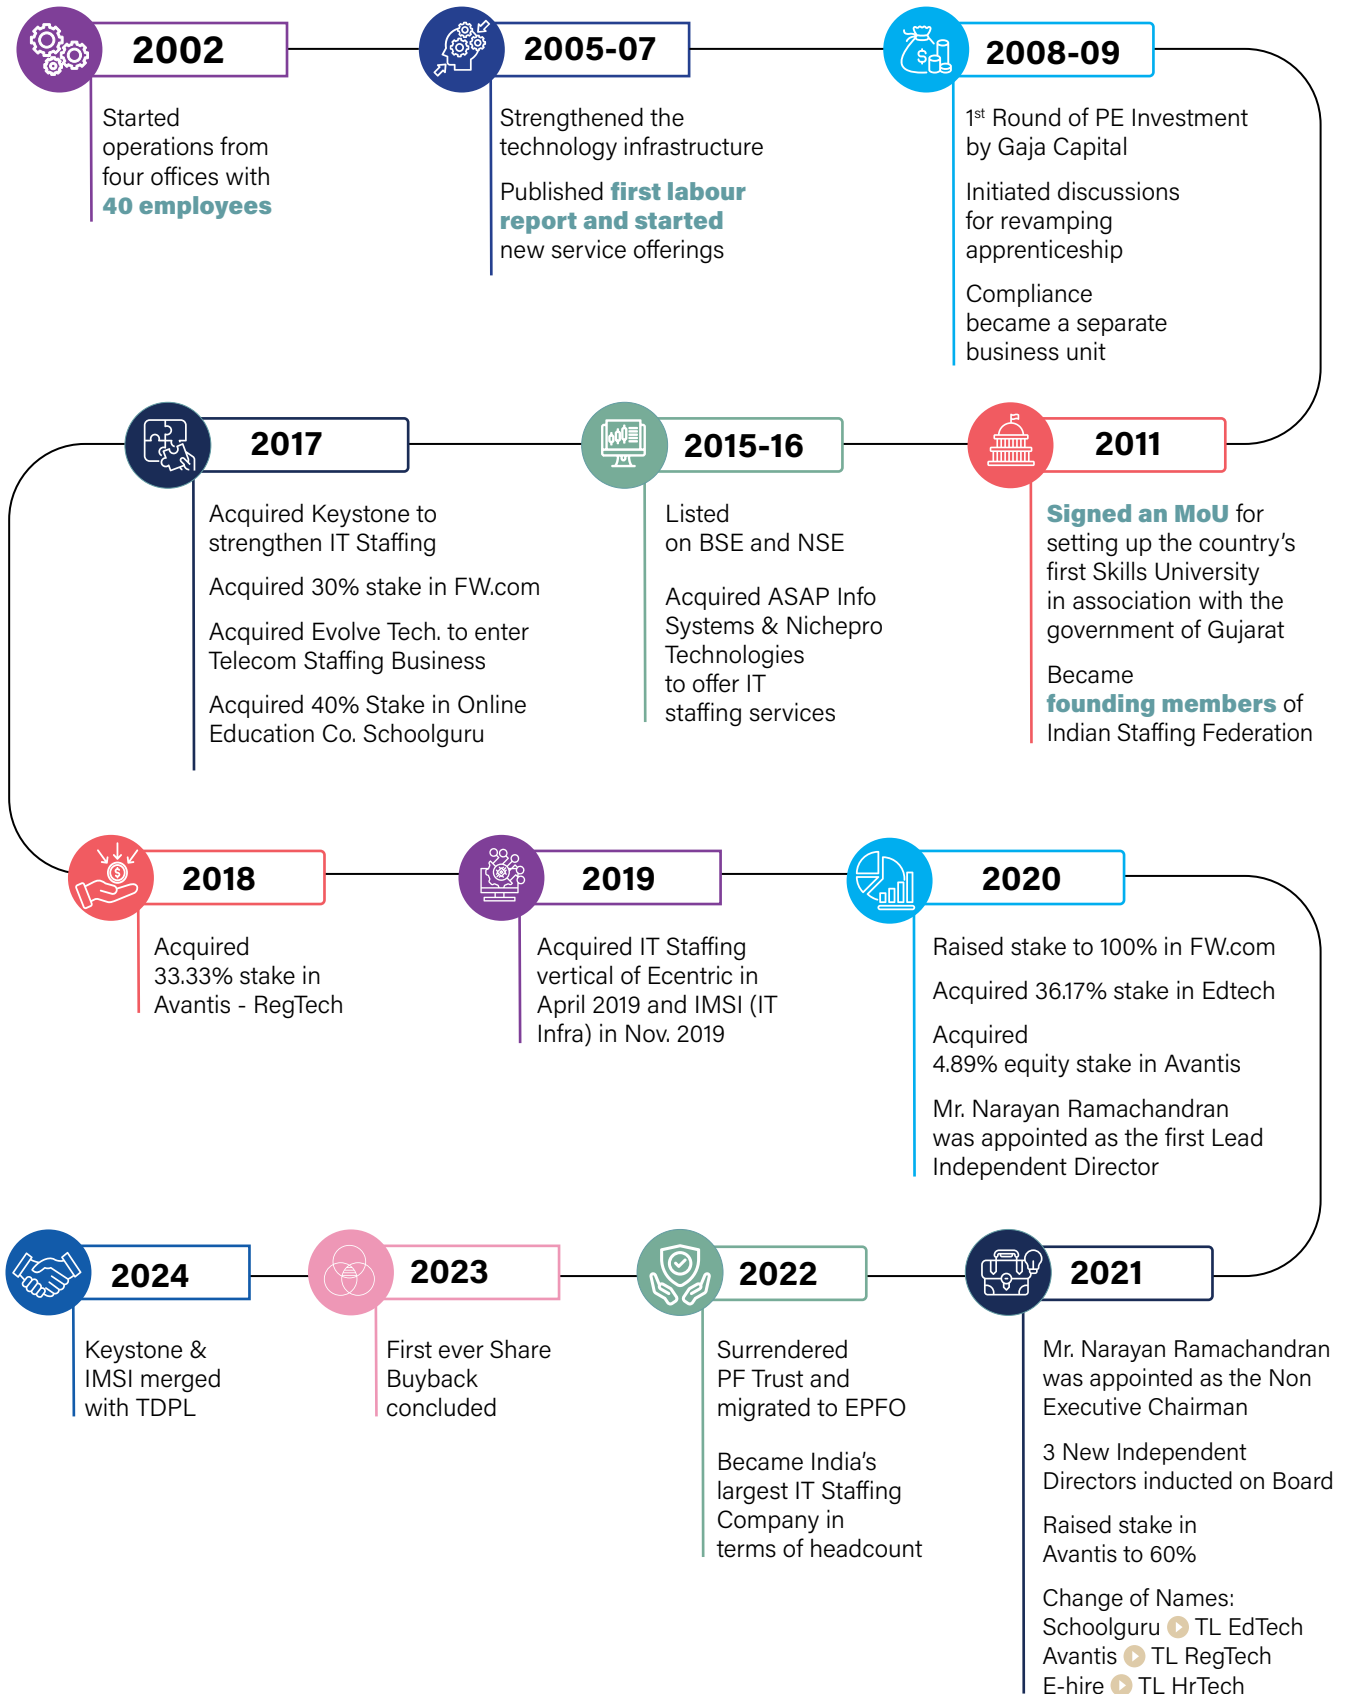 2002
Started
operations from
four offices with
40 employees
2005-07
Strengthened the
technology infrastructure
Published first labour
report and started
new service offerings
2008-09
1st Round of PE Investment
by Gaja Capital
Initiated discussions
for revamping
apprenticeship
Compliance
became a separate
business unit
2011
Signed an MoU for
setting up the country's
first Skills University
in association with the
government of Gujarat
Became
founding members of
Indian Staffing Federation
2015-16
Listed
on BSE and NSE
Acquired ASAP Info
Systems & Nichepro
Technologies
to offer IT
staffing services
2017
Acquired Keystone to
strengthen IT Staffing
Acquired 30% stake in FW.com
Acquired Evolve Tech. to enter
Telecom Staffing Business
Acquired 40% Stake in Online
Education Co. Schoolguru
2018
Acquired
33.33% stake in
Avantis - RegTech
2019
Acquired IT Staffing
vertical of Ecentric in
April 2019 and IMSI (IT
Infra) in Nov. 2019
2020
Raised stake to 100% in FW.com
Acquired 36.17% stake in Edtech
Acquired
4.89% equity stake in Avantis
Mr. Narayan Ramachandran
was appointed as the first Lead
Independent Director
2021
Mr. Narayan Ramachandran
was appointed as the Non
Executive Chairman
3 New Independent
Directors inducted on Board
Raised stake in
Avantis to 60%
Change of Names:
Schoolguru TL EdTech
Avantis TL RegTech
E-hire TL HrTech
2022
Surrendered
PF Trust and
migrated to EPFO
Became India's
largest IT Staffing
Company in
terms of headcount
2023
First ever Share
Buyback
concluded
2024
Keystone &
IMSI merged
with TDPL